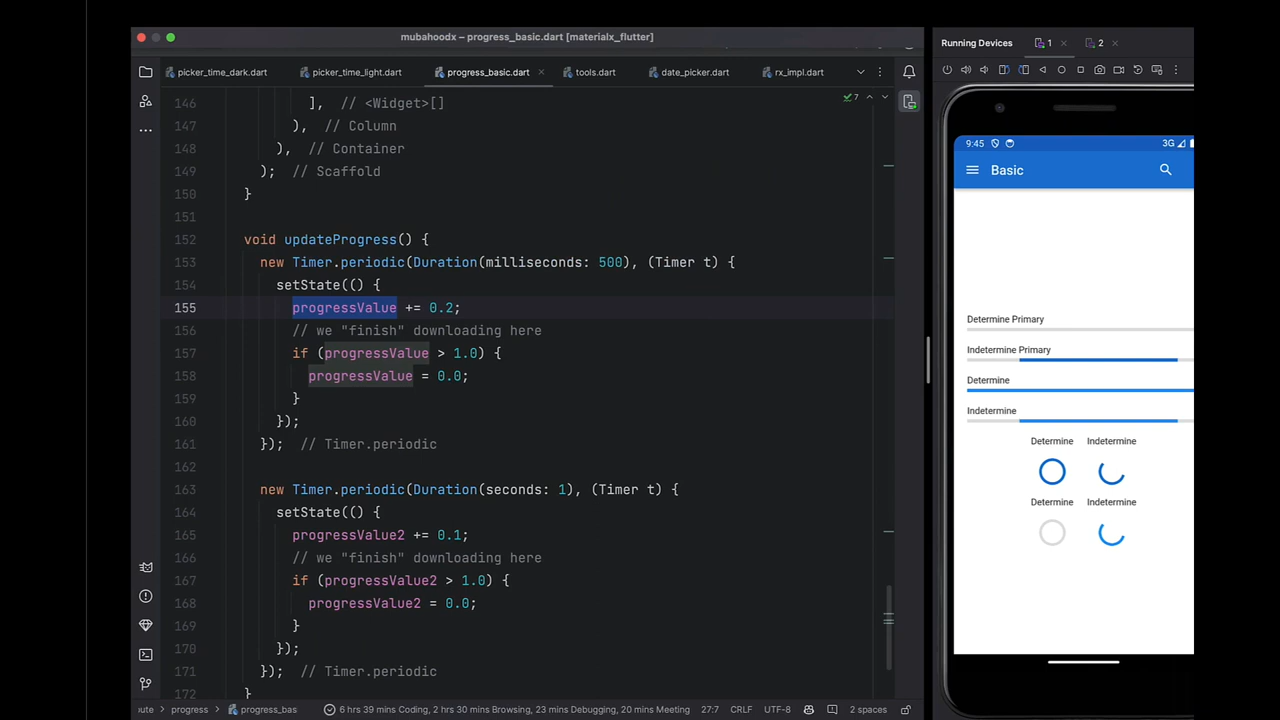 mubahoodx – progress_basic.dart [materialx_flutter]
picker_time_dark.dart
picker_time_light.dart
progress_basic.dart
tools.dart
date_picker.dart
rx_impl.dart
7
146 ], // <Widget>[]
147 ), // Column
148 ), // Container
149 ); // Scaffold
150 }
151
152 void updateProgress() {
153 new Timer.periodic(Duration(milliseconds: 500), (Timer t) {
154 setState(() {
155 progressValue += 0.2;
156 // we "finish" downloading here
157 if (progressValue > 1.0) {
158 progressValue = 0.0;
159 }
160 });
161 }); // Timer.periodic
162
163 new Timer.periodic(Duration(seconds: 1), (Timer t) {
164 setState(() {
165 progressValue2 += 0.1;
166 // we "finish" downloading here
167 if (progressValue2 > 1.0) {
168 progressValue2 = 0.0;
169 }
170 });
171 }); // Timer.periodic
172 }
oute > progress > progress_bas
6 hrs 39 mins Coding, 2 hrs 30 mins Browsing, 23 mins Debugging, 20 mins Meeting
27:7 CRLF UTF-8 2 spaces
Running Devices 1 2
9:45 3G
Basic
Determine Primary
Indetermine Primary
Determine
Indetermine
Determine Indetermine
Determine Indetermine